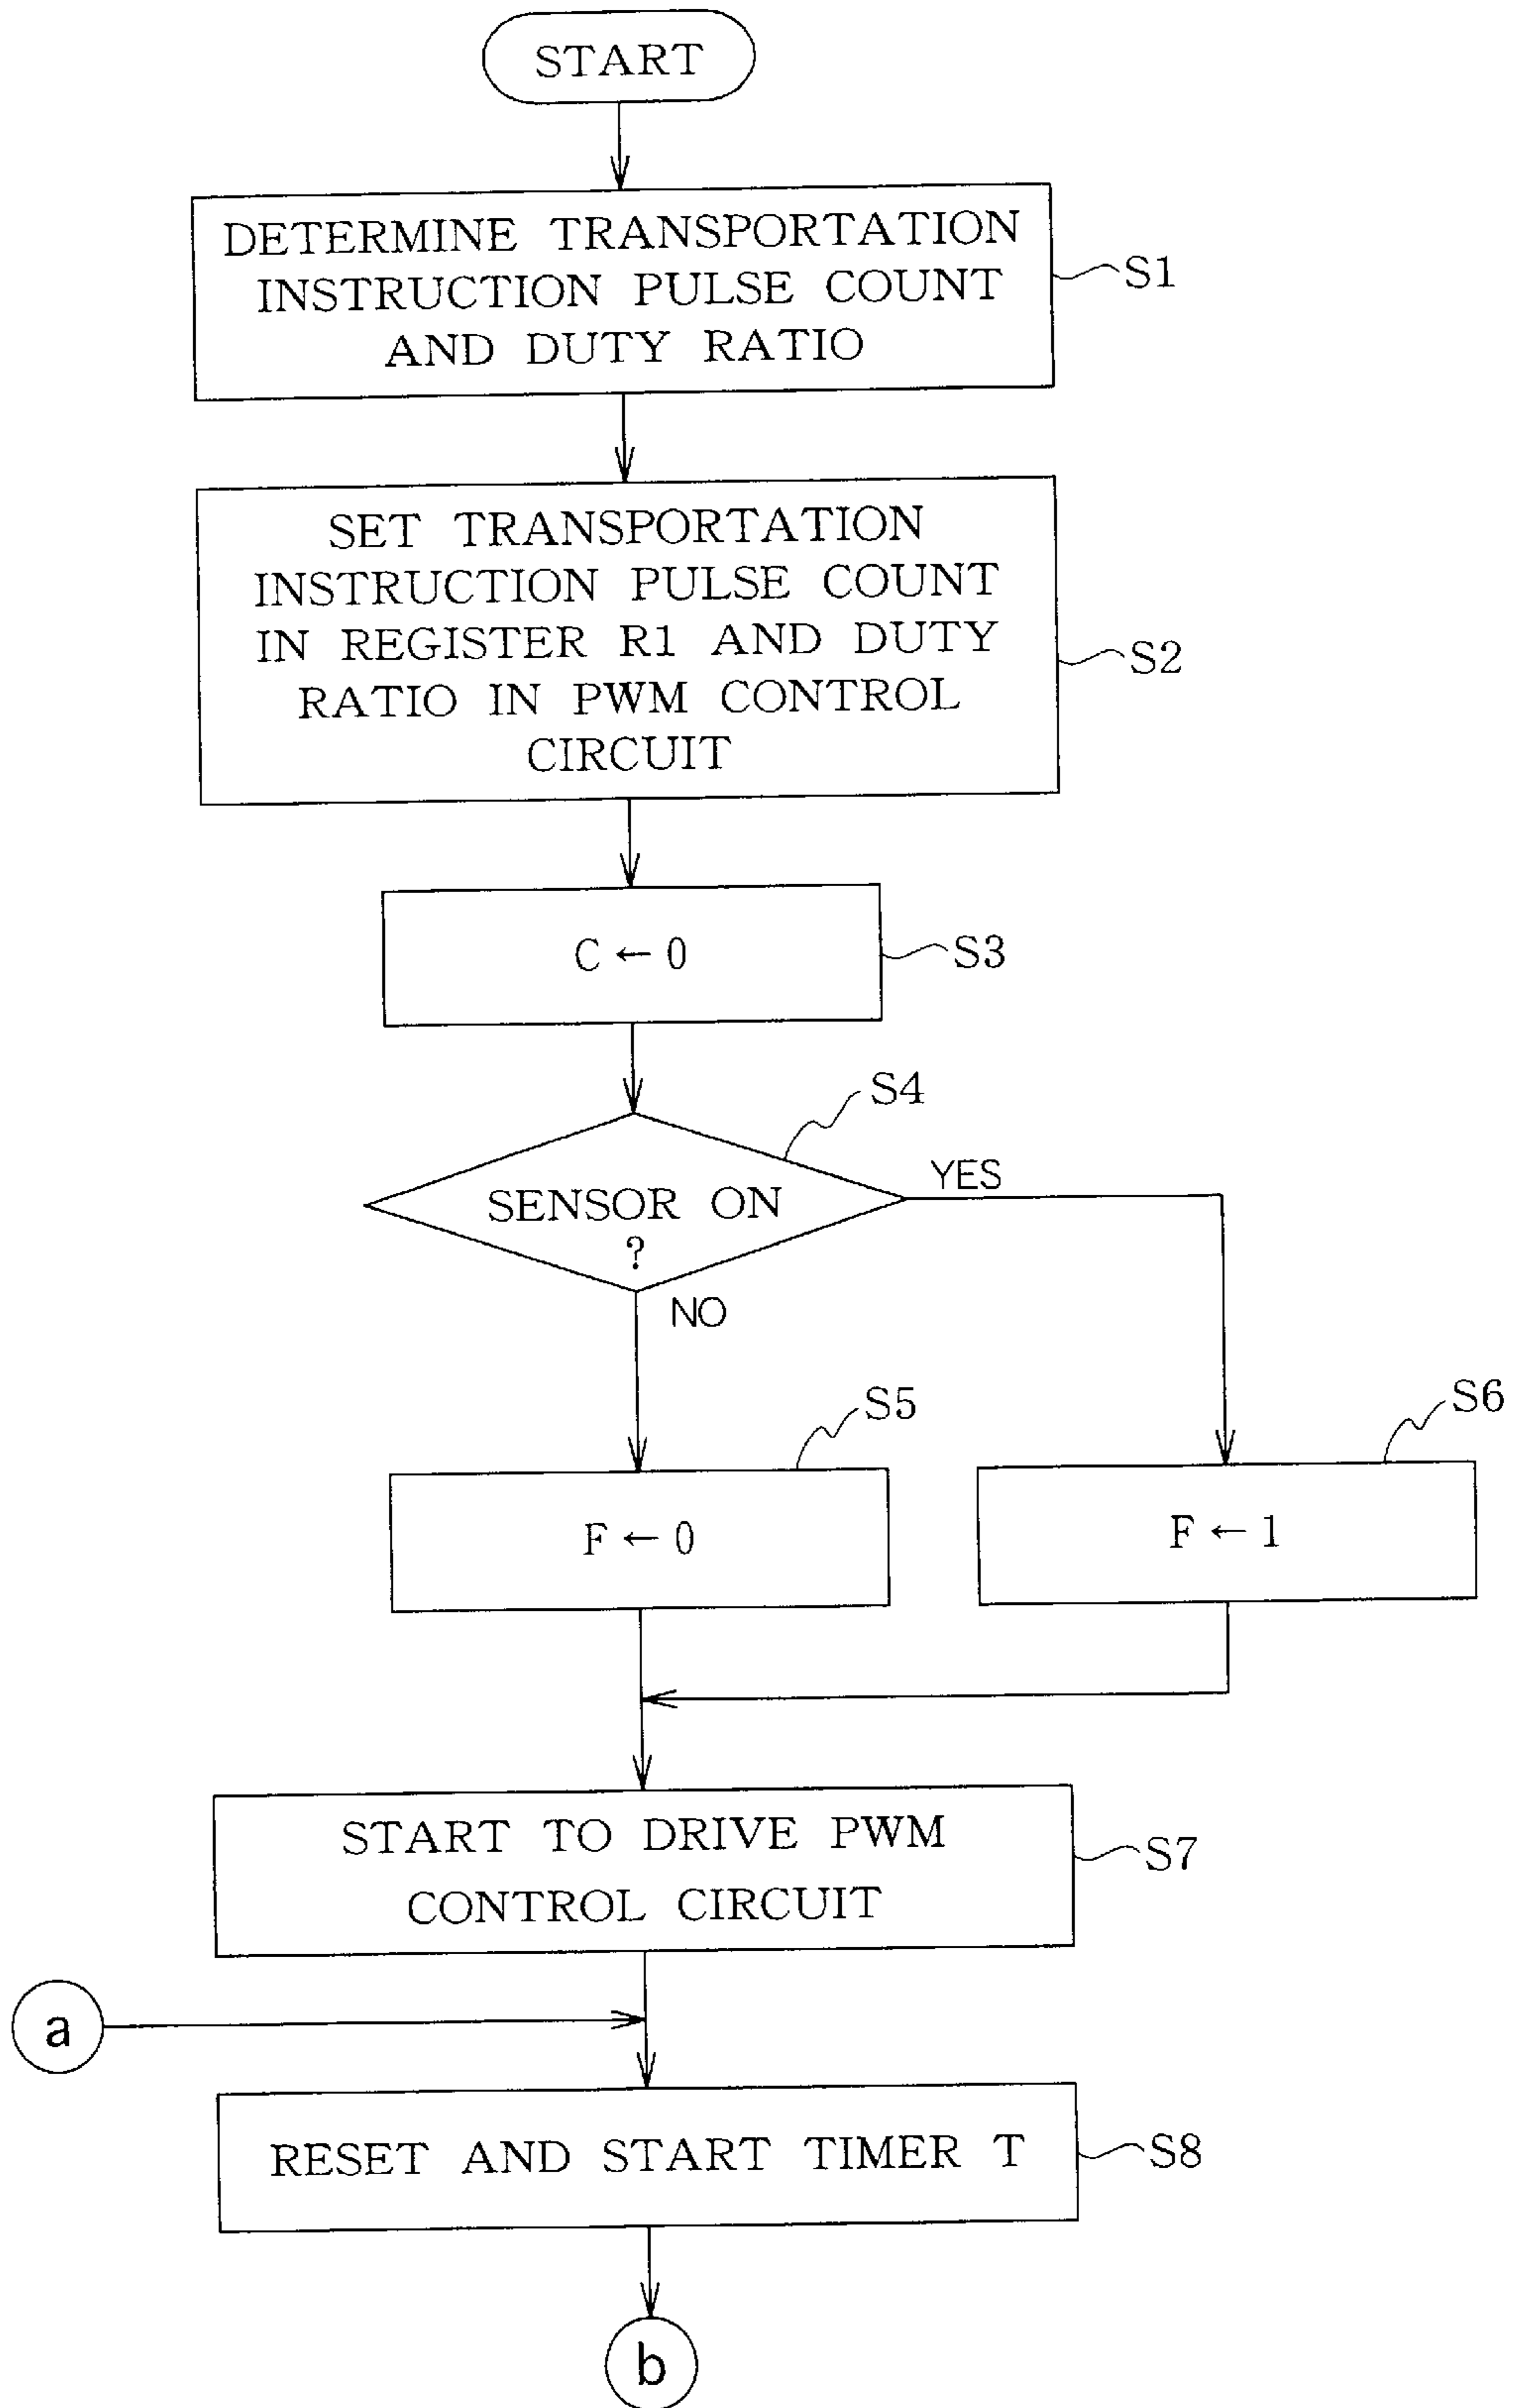 START
DETERMINE TRANSPORTATION
INSTRUCTION PULSE COUNT
AND DUTY RATIO
S1
SET TRANSPORTATION
INSTRUCTION PULSE COUNT
IN REGISTER R1 AND DUTY
RATIO IN PWM CONTROL
CIRCUIT
S2
C ← 0
S3
S4
SENSOR ON
?
YES
NO
S5
F ← 0
S6
F ← 1
START TO DRIVE PWM
CONTROL CIRCUIT
S7
a
RESET AND START TIMER T
S8
b